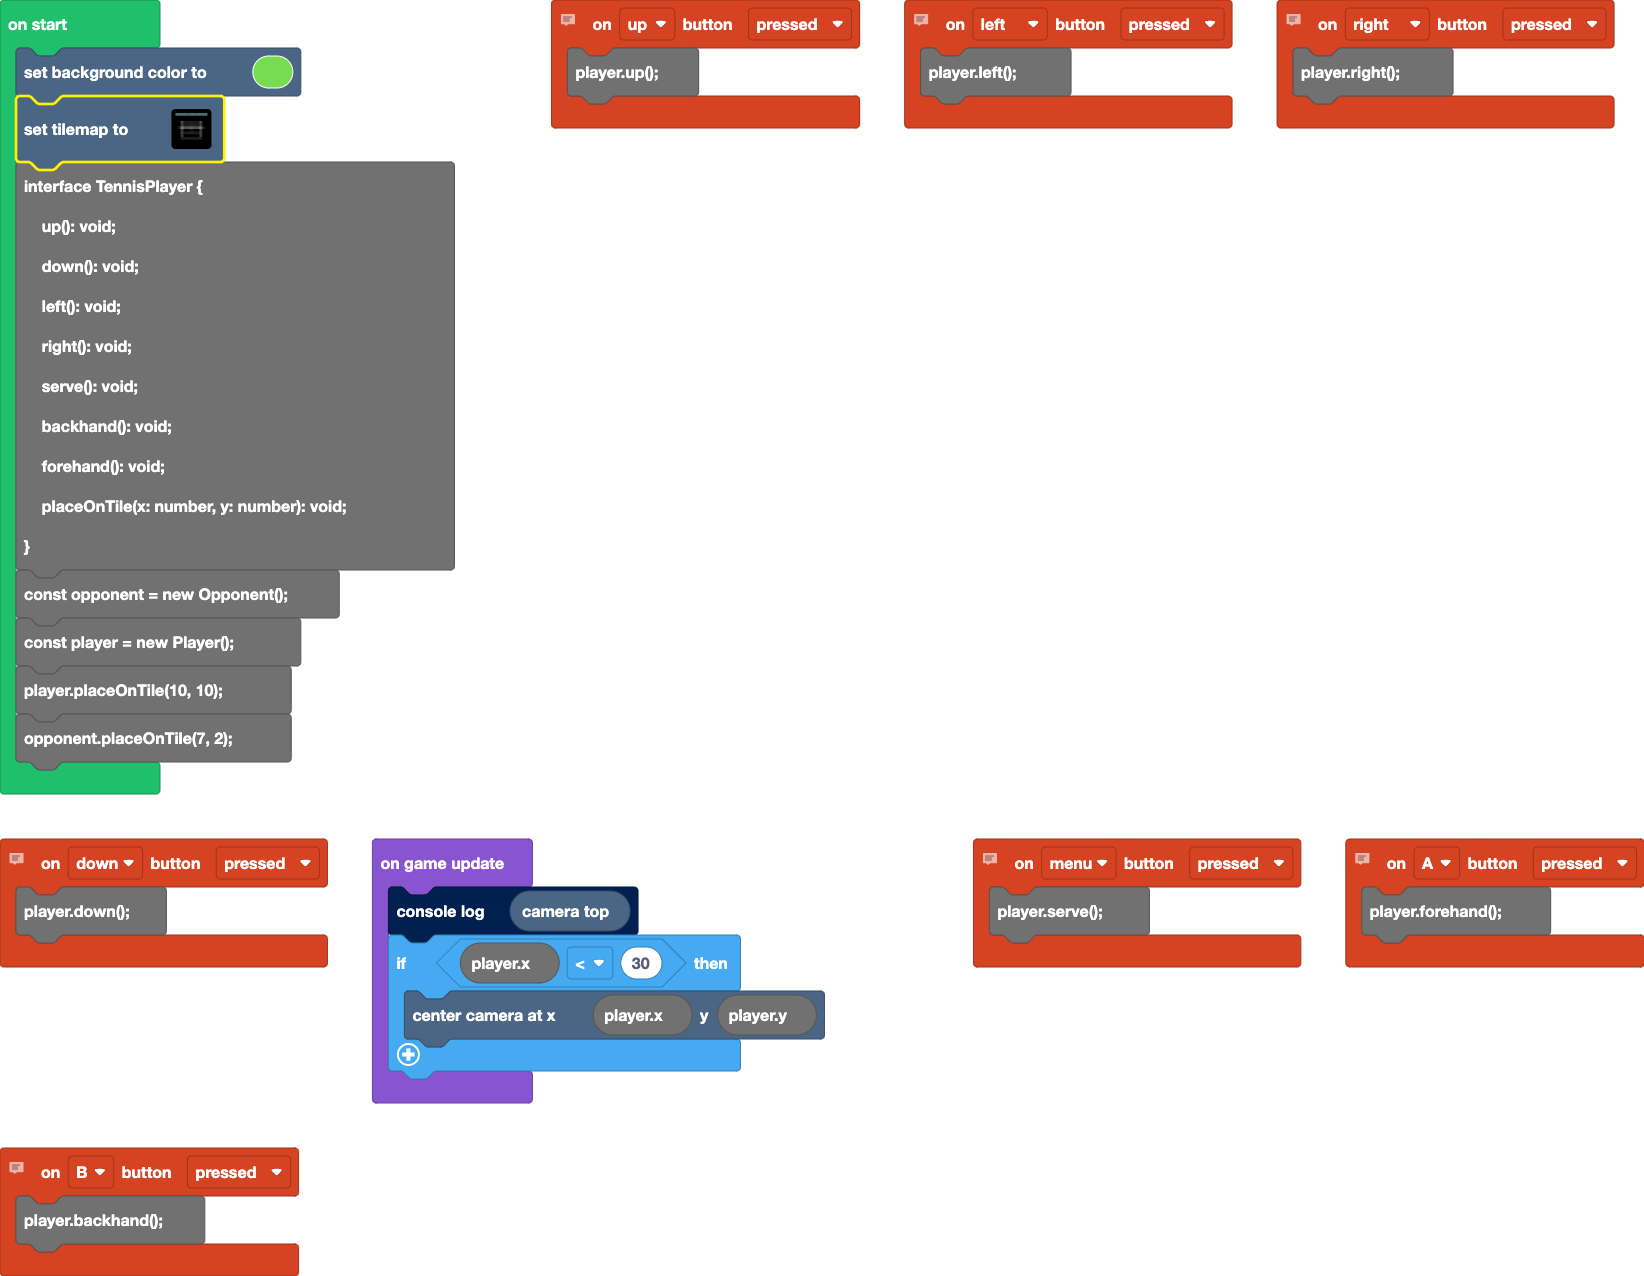 on start
set background color to
set tilemap to
interface TennisPlayer {
up(): void;
down(): void;
left(): void;
right(): void;
serve(): void;
backhand(): void;
forehand(): void;
placeOnTile(x: number, y: number): void;
}
const opponent = new Opponent();
const player = new Player();
player.placeOnTile(10, 10);
opponent.placeOnTile(7, 2);
on up button pressed
player.up();
on left button pressed
player.left();
on right button pressed
player.right();
on down button pressed
player.down();
on game update
console log camera top
if player.x < 30 then
center camera at x player.x y player.y
on menu button pressed
player.serve();
on A button pressed
player.forehand();
on B button pressed
player.backhand();